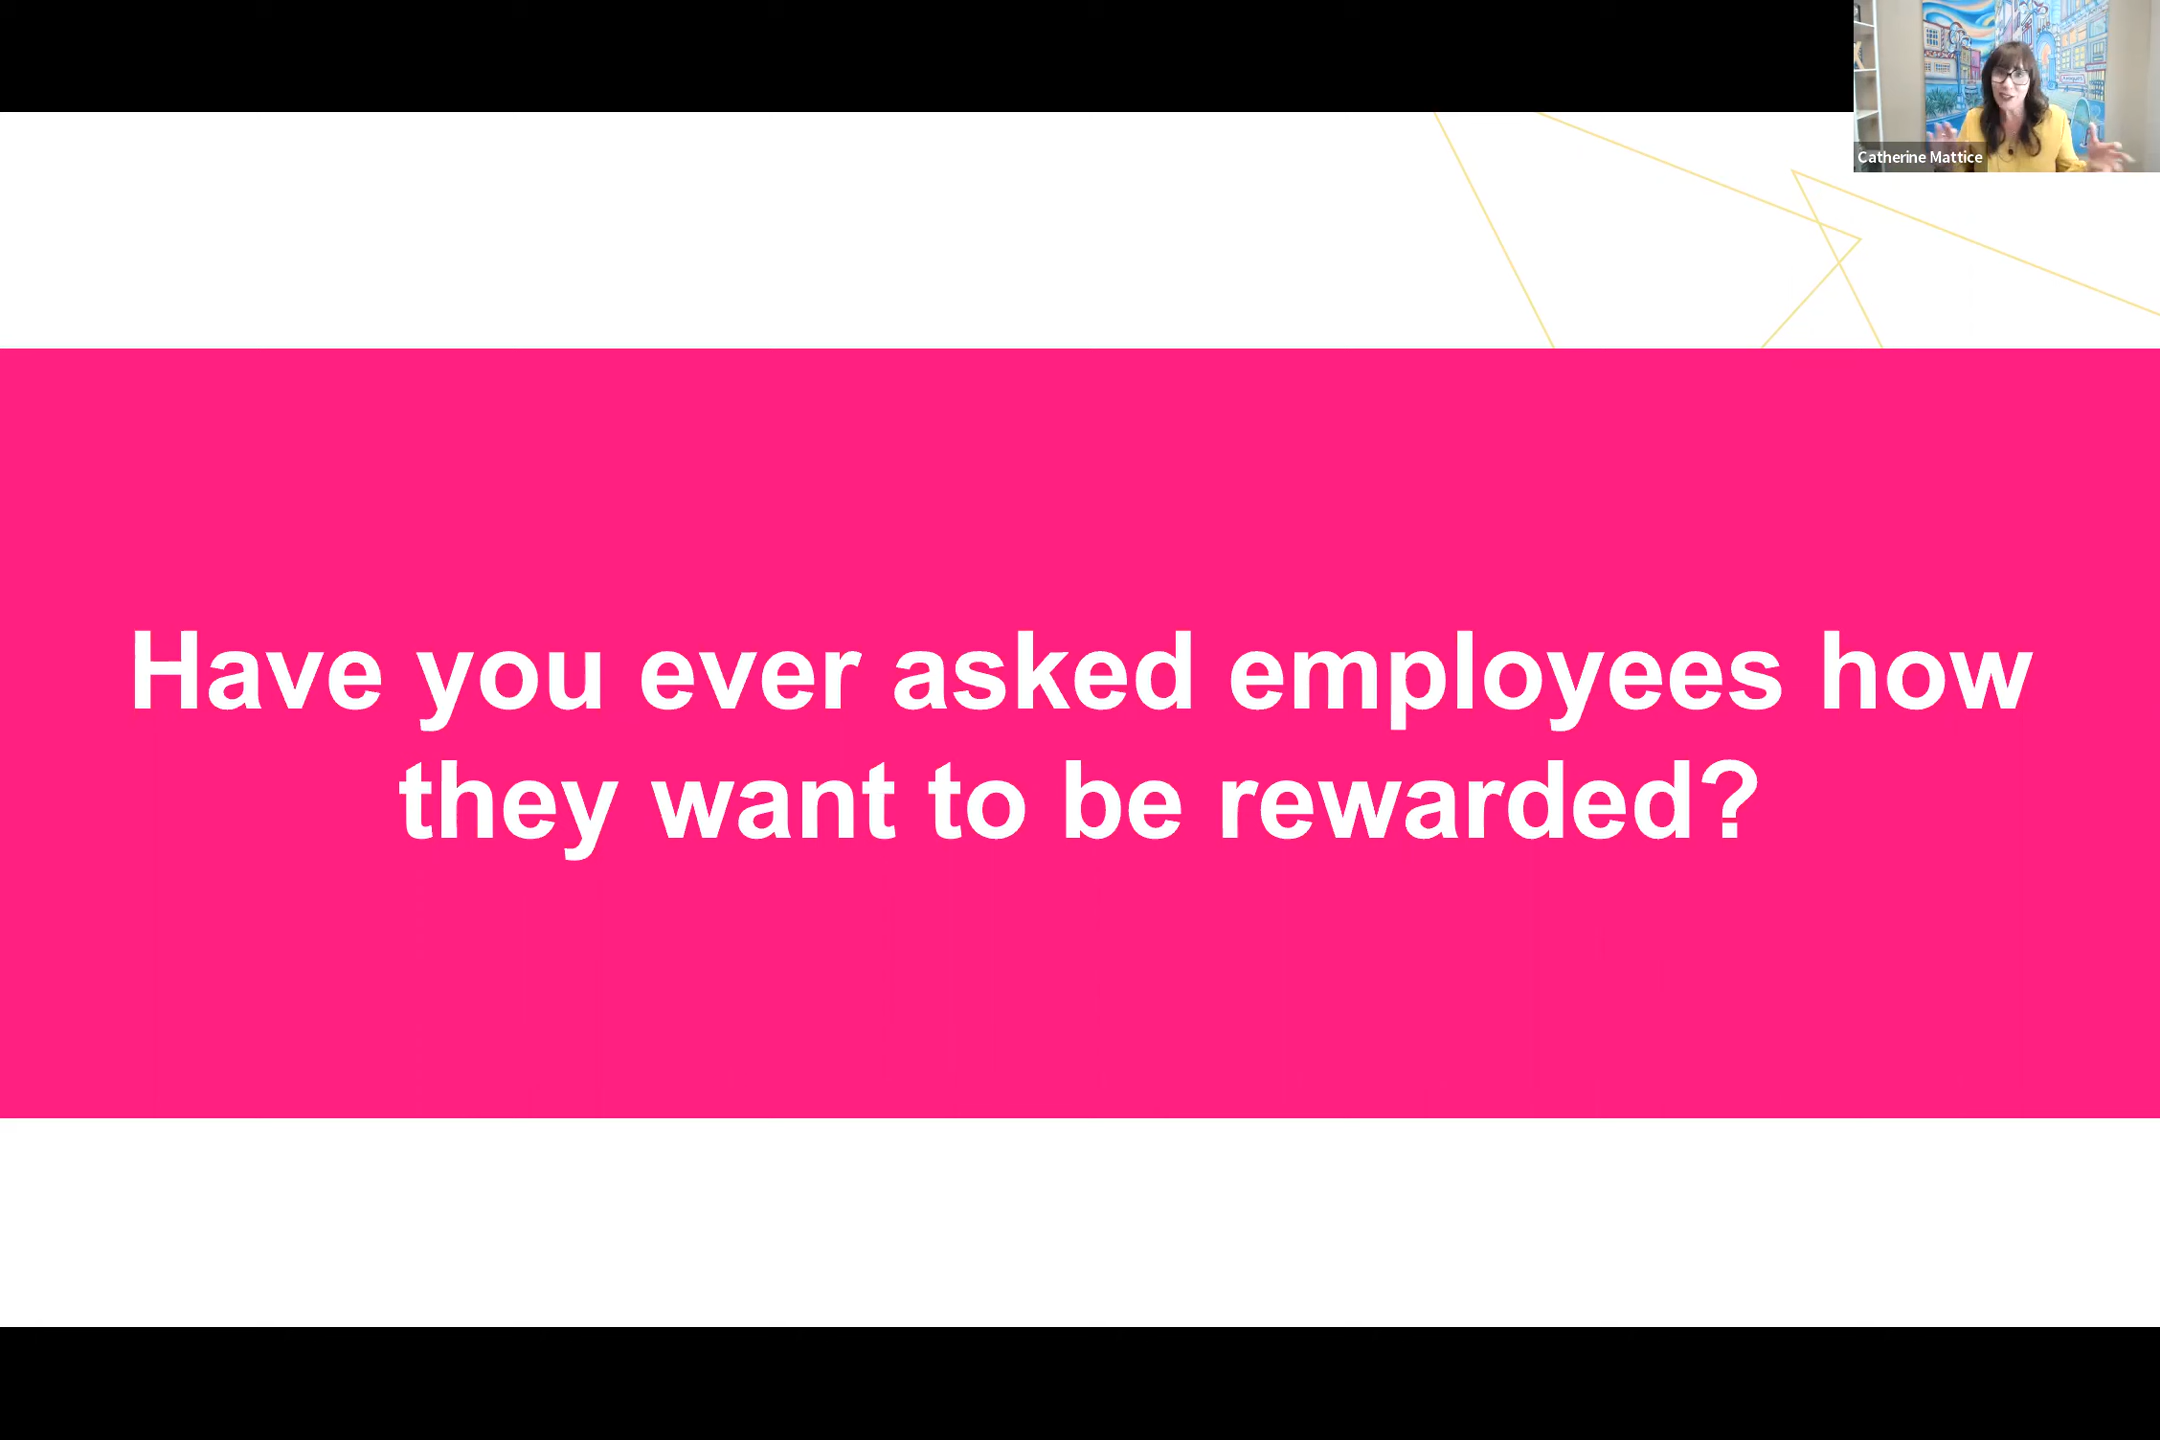 Catherine Mattice
Have you ever asked employees how
they want to be rewarded?